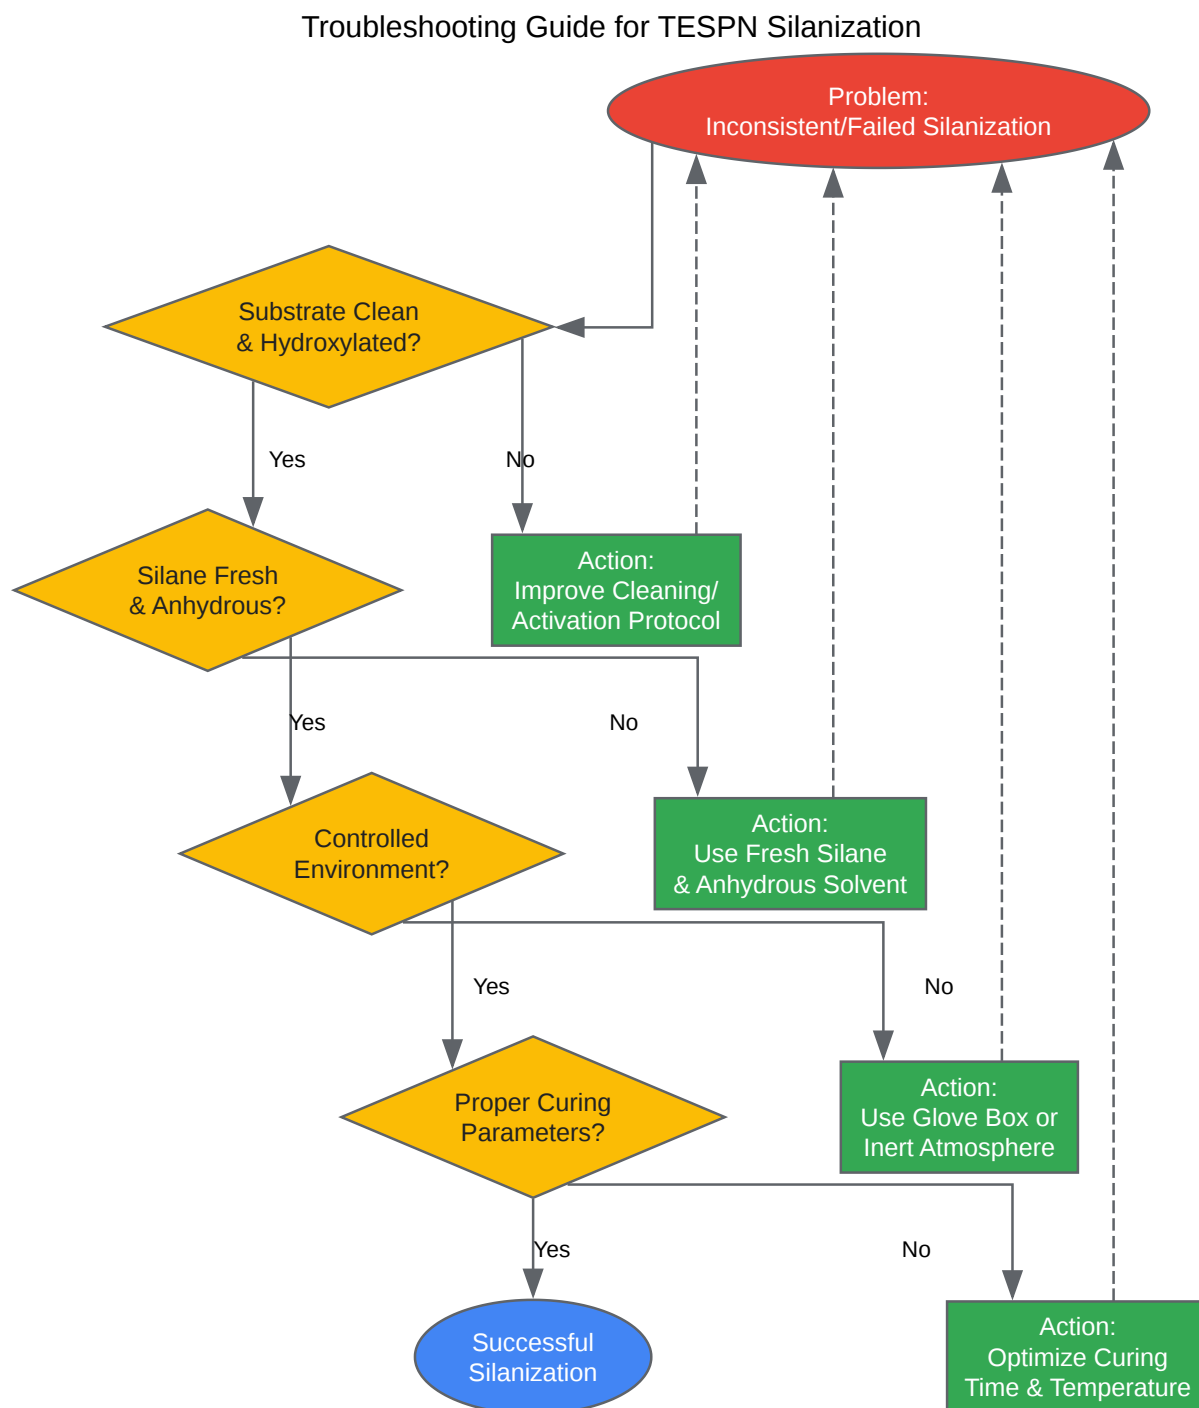 Troubleshooting Guide for TESPN Silanization
Problem:
Inconsistent/Failed Silanization
Substrate Clean
& Hydroxylated?
Yes
No
Silane Fresh
& Anhydrous?
Action:
Improve Cleaning/
Activation Protocol
Yes
No
Controlled
Environment?
Action:
Use Fresh Silane
& Anhydrous Solvent
Yes
No
Proper Curing
Parameters?
Action:
Use Glove Box or
Inert Atmosphere
Yes
No
Successful
Silanization
Action:
Optimize Curing
Time & Temperature